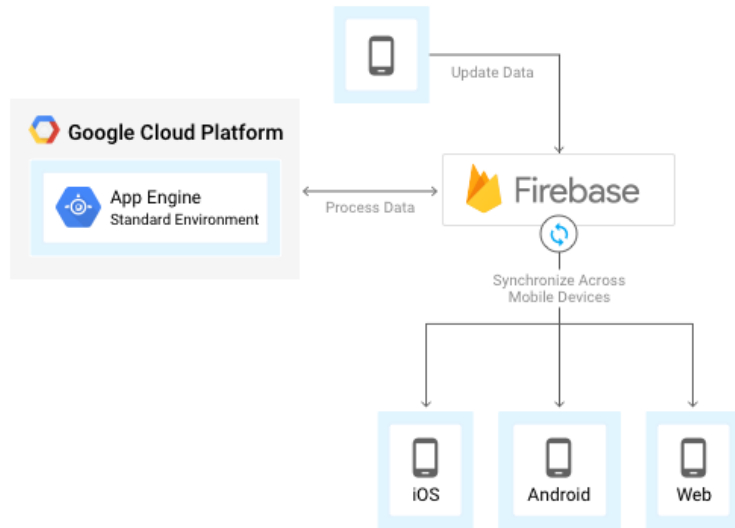 Update Data
Google Cloud Platform
App Engine
Standard Environment
Process Data
Firebase
Synchronize Across
Mobile Devices
iOS
Android
Web